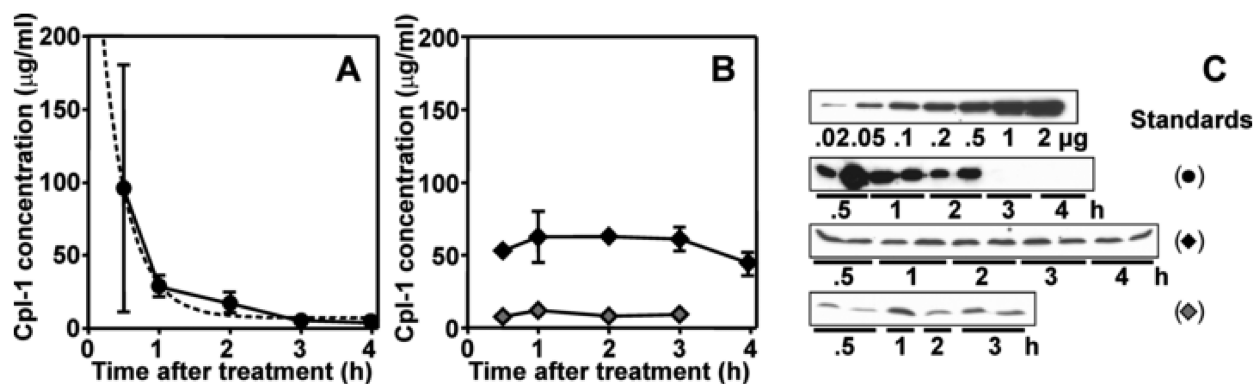 A
Cpl-1 concentration (µg/ml)
200
150
100
50
0
0 1 2 3 4
Time after treatment (h)
B
Cpl-1 concentration (µg/ml)
200
150
100
50
0
0 1 2 3 4
Time after treatment (h)
C
Standards
.02 .05 .1 .2 .5 1 2 µg
(●)
.5 1 2 3 4 h
(◆)
.5 1 2 3 4 h
(◆)
.5 1 2 3 h